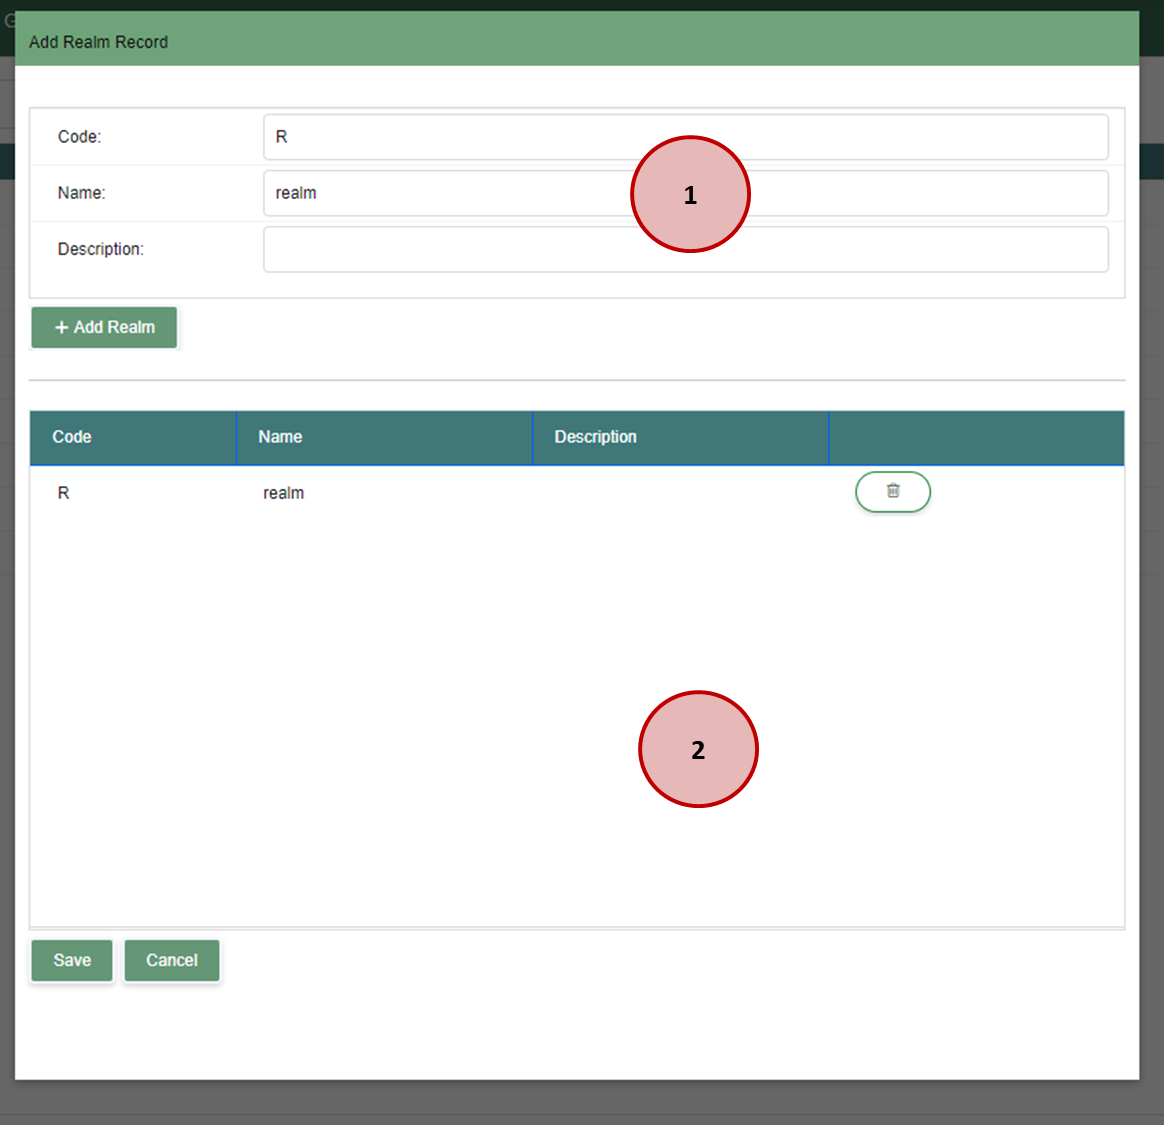 G
Add Realm Record
Code: R
Name: realm
1
Description:
+ Add Realm
Code Name Description
R realm
2
Save Cancel